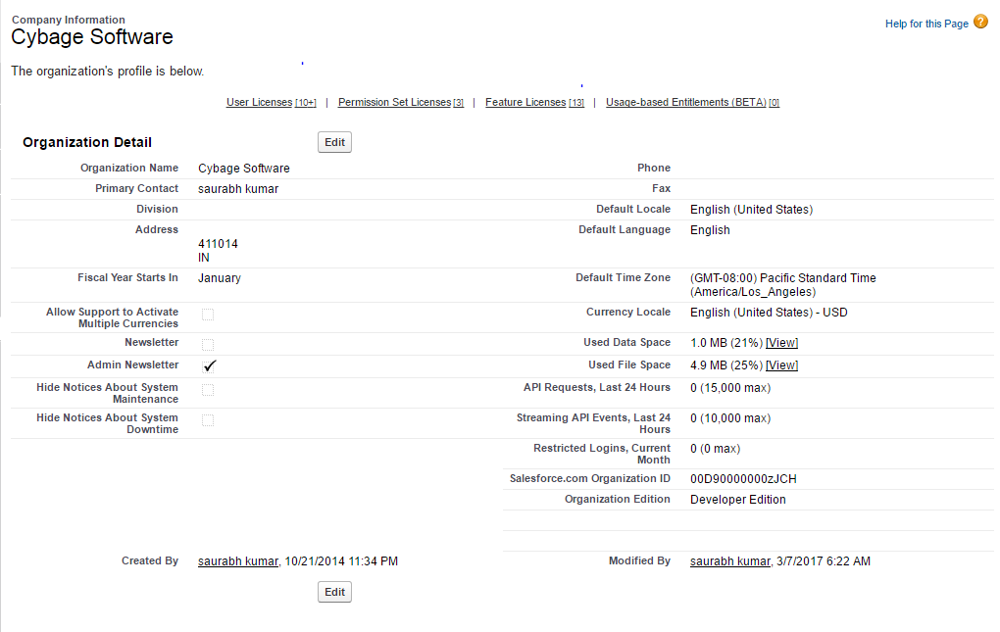 Company Information
Cybage Software
Help for this Page ?
The organization's profile is below.
User Licenses [10+] | Permission Set Licenses [3] | Feature Licenses [13] | Usage-based Entitlements (BETA) [0]
Organization Detail Edit
Organization Name Cybage Software Phone
Primary Contact saurabh kumar Fax
Division Default Locale English (United States)
Address Default Language English
411014
IN
Fiscal Year Starts In January Default Time Zone (GMT-08:00) Pacific Standard Time
(America/Los_Angeles)
Allow Support to Activate
Multiple Currencies
Currency Locale English (United States) - USD
Newsletter Used Data Space 1.0 MB (21%) [View]
Admin Newsletter Used File Space 4.9 MB (25%) [View]
Hide Notices About System
Maintenance
API Requests, Last 24 Hours 0 (15,000 max)
Hide Notices About System
Downtime
Streaming API Events, Last 24
Hours
0 (10,000 max)
Restricted Logins, Current
Month
0 (0 max)
Salesforce.com Organization ID 00D90000000zJCH
Organization Edition Developer Edition
Created By saurabh kumar, 10/21/2014 11:34 PM Modified By saurabh kumar, 3/7/2017 6:22 AM
Edit